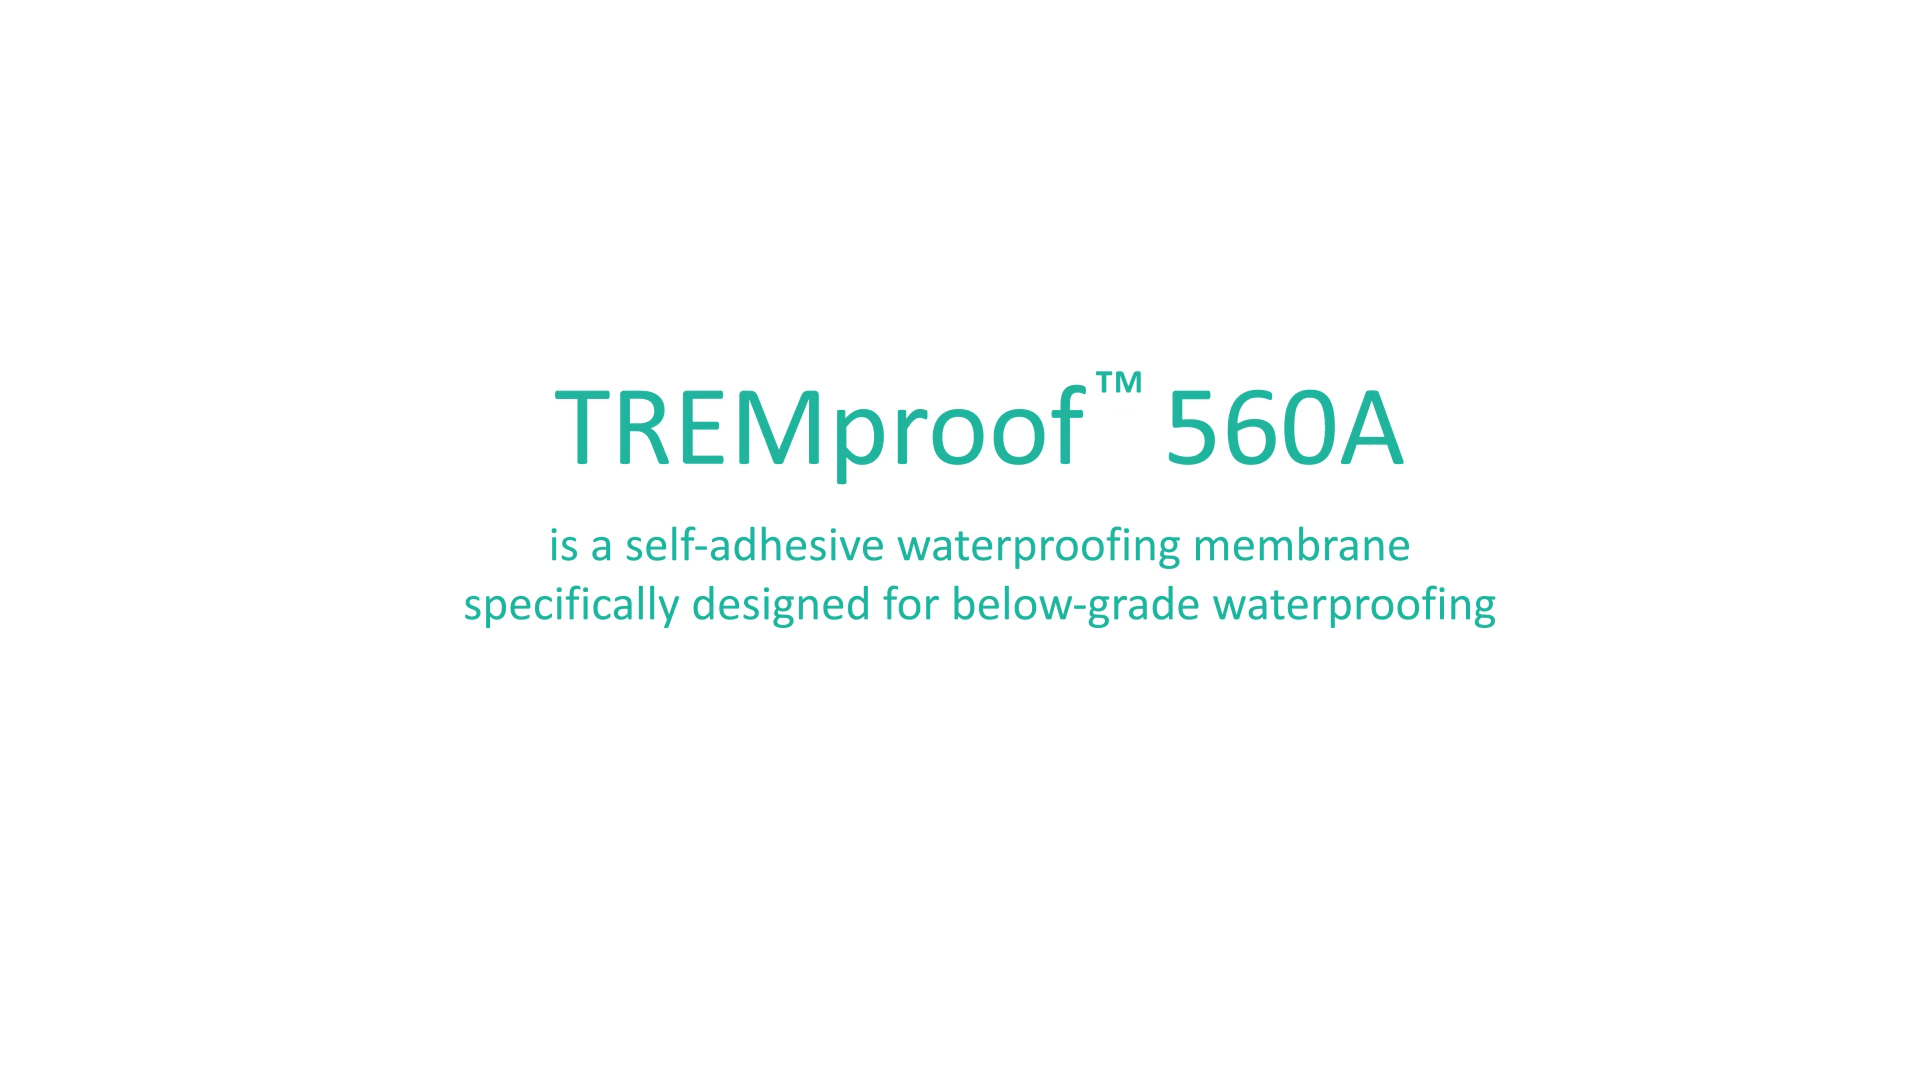 TREMproof™ 560A
is a self-adhesive waterproofing membrane
specifically designed for below-grade waterproofing